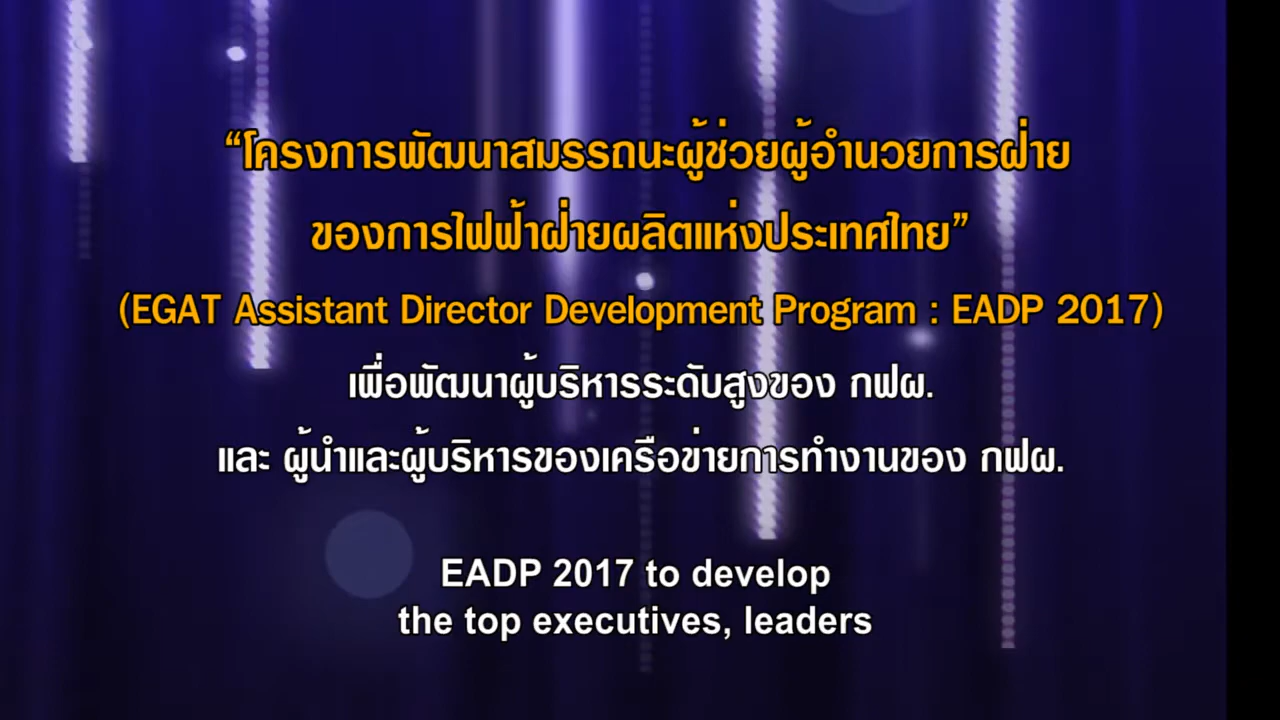 “โครงการพัฒนาสมรรถนะผู้ช่วยผู้อำนวยการฝ่าย
ของการไฟฟ้าฝ่ายผลิตแห่งประเทศไทย”
(EGAT Assistant Director Development Program : EADP 2017)
เพื่อพัฒนาผู้บริหารระดับสูงของ กฟผ.
และ ผู้นำและผู้บริหารของเครือข่ายการทำงานของ กฟผ.
EADP 2017 to develop
the top executives, leaders